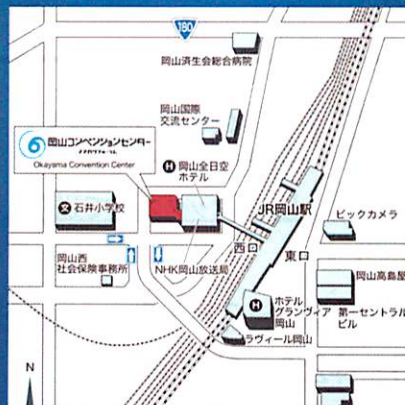 180
岡山済生会総合病院
岡山国際
交流センター
岡山コンベンションセンター
Okayama Convention Center
H 岡山全日空
ホテル
文 石井小学校
JR岡山駅
ビックカメラ
西口
東口
岡山西
社会保険事務所
NHK岡山放送局
岡山高島屋
H
ホテル
グランヴィア
岡山
第一セントラル
ビル
ラヴィール岡山
N